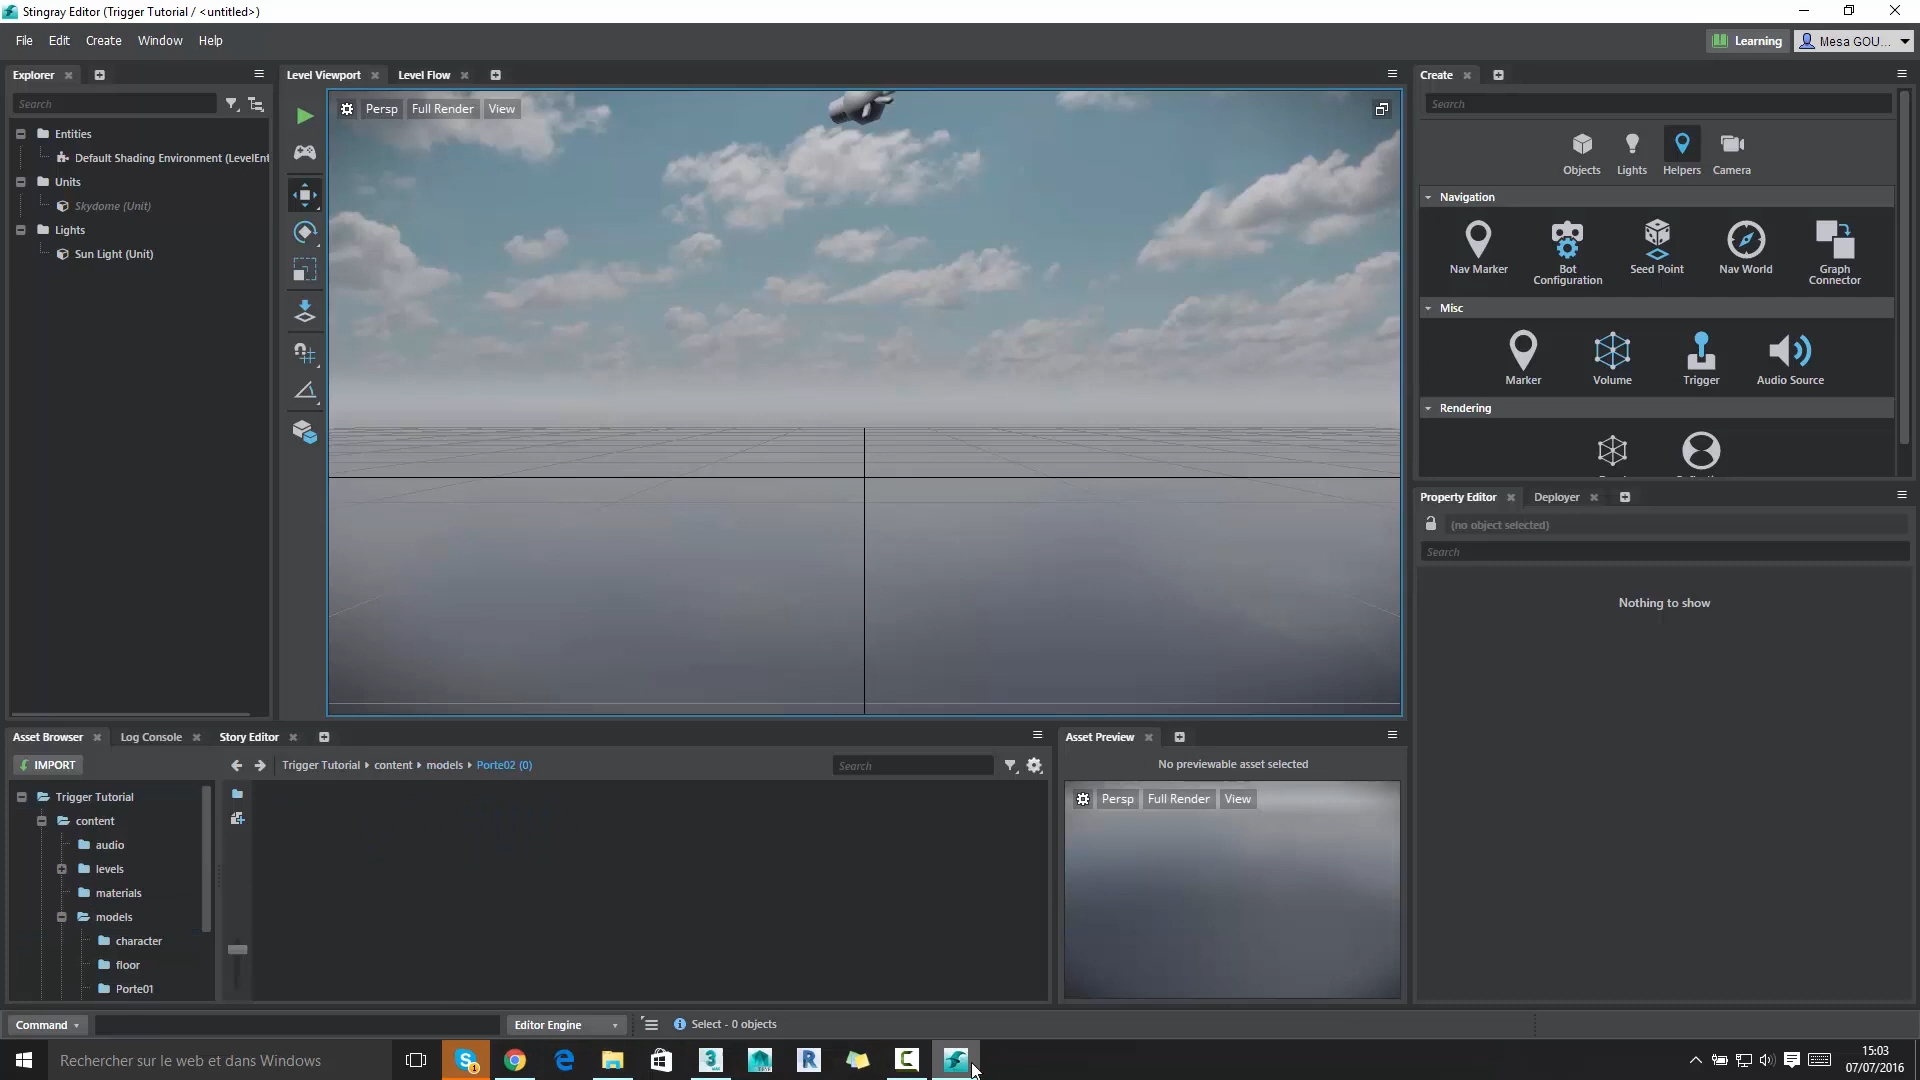 Stingray Editor (Trigger Tutorial / <untitled>)
File Edit Create Window Help
Learning
Mesa GOU...
Explorer
Level Viewport
Level Flow
Create
Search
Persp
Full Render
View
Search
Entities
Default Shading Environment (LevelEnt
Units
Skydome (Unit)
Lights
Sun Light (Unit)
Objects
Lights
Helpers
Camera
Navigation
Nav Marker
Bot Configuration
Seed Point
Nav World
Graph Connector
Misc
Marker
Volume
Trigger
Audio Source
Rendering
Property Editor
Deployer
(no object selected)
Search
Nothing to show
Asset Browser
Log Console
Story Editor
Asset Preview
IMPORT
Trigger Tutorial
content
models
Porte02 (0)
Search
No previewable asset selected
Persp
Full Render
View
Trigger Tutorial
content
audio
levels
materials
models
character
floor
Porte01
Command
Editor Engine
Select - 0 objects
Rechercher sur le web et dans Windows
1
3
R
C
15:03
07/07/2016